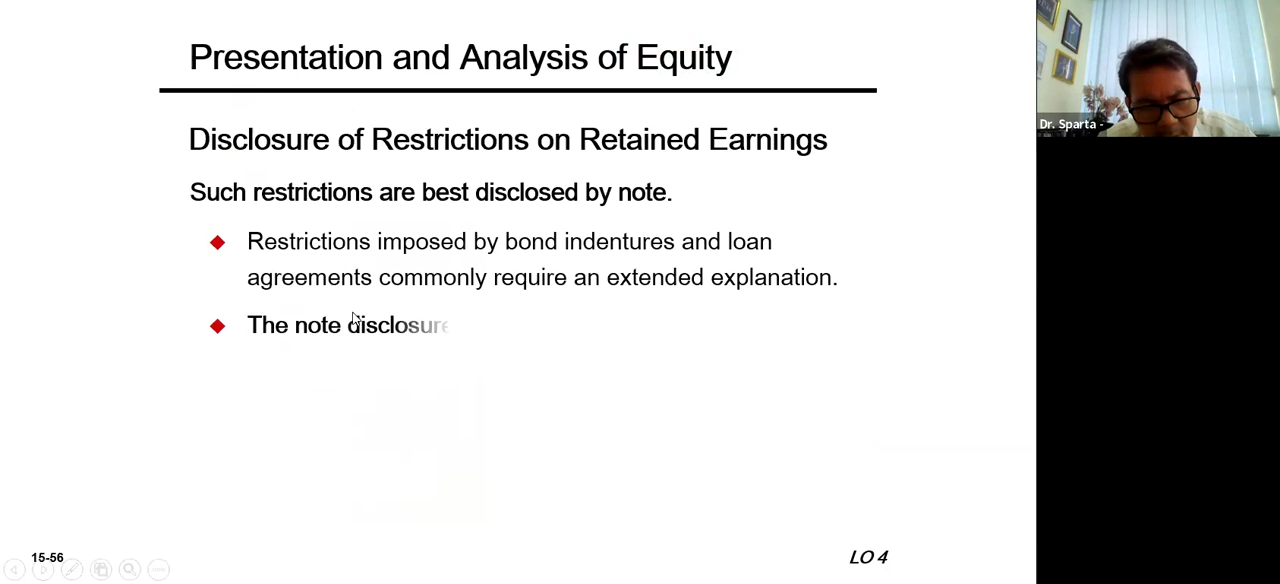 Presentation and Analysis of Equity
Disclosure of Restrictions on Retained Earnings
Such restrictions are best disclosed by note.
Restrictions imposed by bond indentures and loan
agreements commonly require an extended explanation.
The note disclosure
15-56
LO 4
Dr. Sparta -